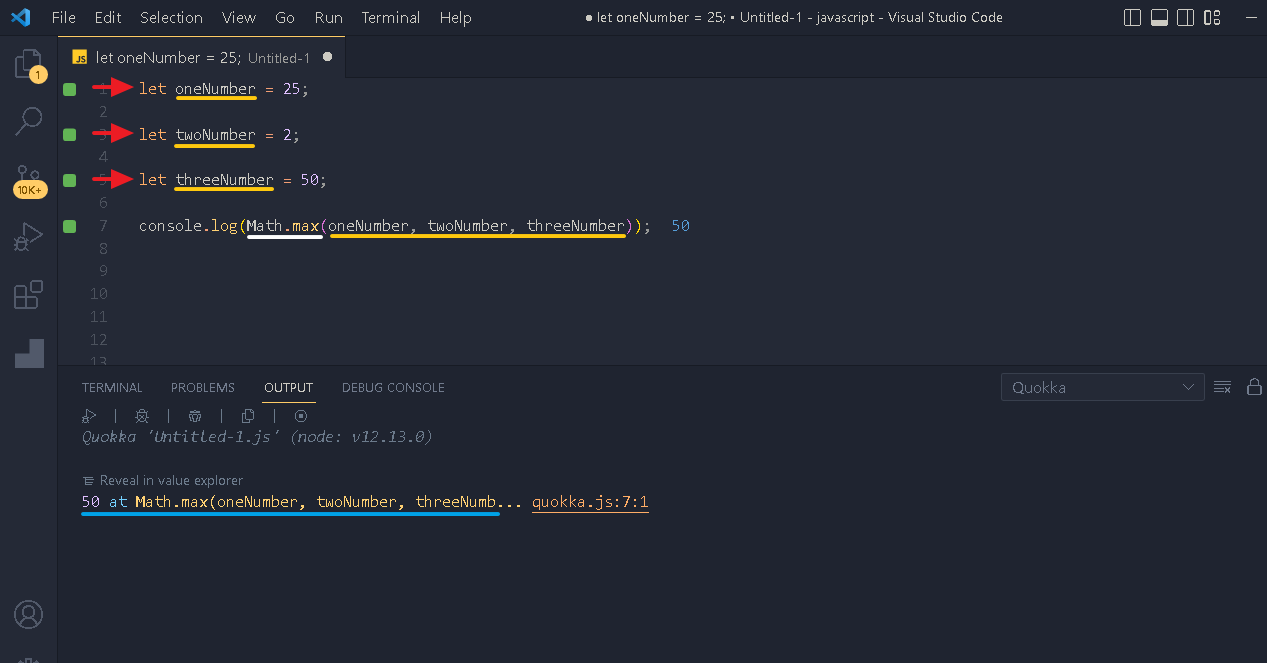 File Edit Selection View Go Run Terminal Help
● let oneNumber = 25; • Untitled-1 - javascript - Visual Studio Code
JS let oneNumber = 25; Untitled-1 ●
1
10K+
1 let oneNumber = 25;
2
3 let twoNumber = 2;
4
5 let threeNumber = 50;
6
7 console.log(Math.max(oneNumber, twoNumber, threeNumber)); 50
8
9
10
11
12
13
TERMINAL PROBLEMS OUTPUT DEBUG CONSOLE
Quokka
Quokka 'Untitled-1.js' (node: v12.13.0)
Reveal in value explorer
50 at Math.max(oneNumber, twoNumber, threeNumb... quokka.js:7:1